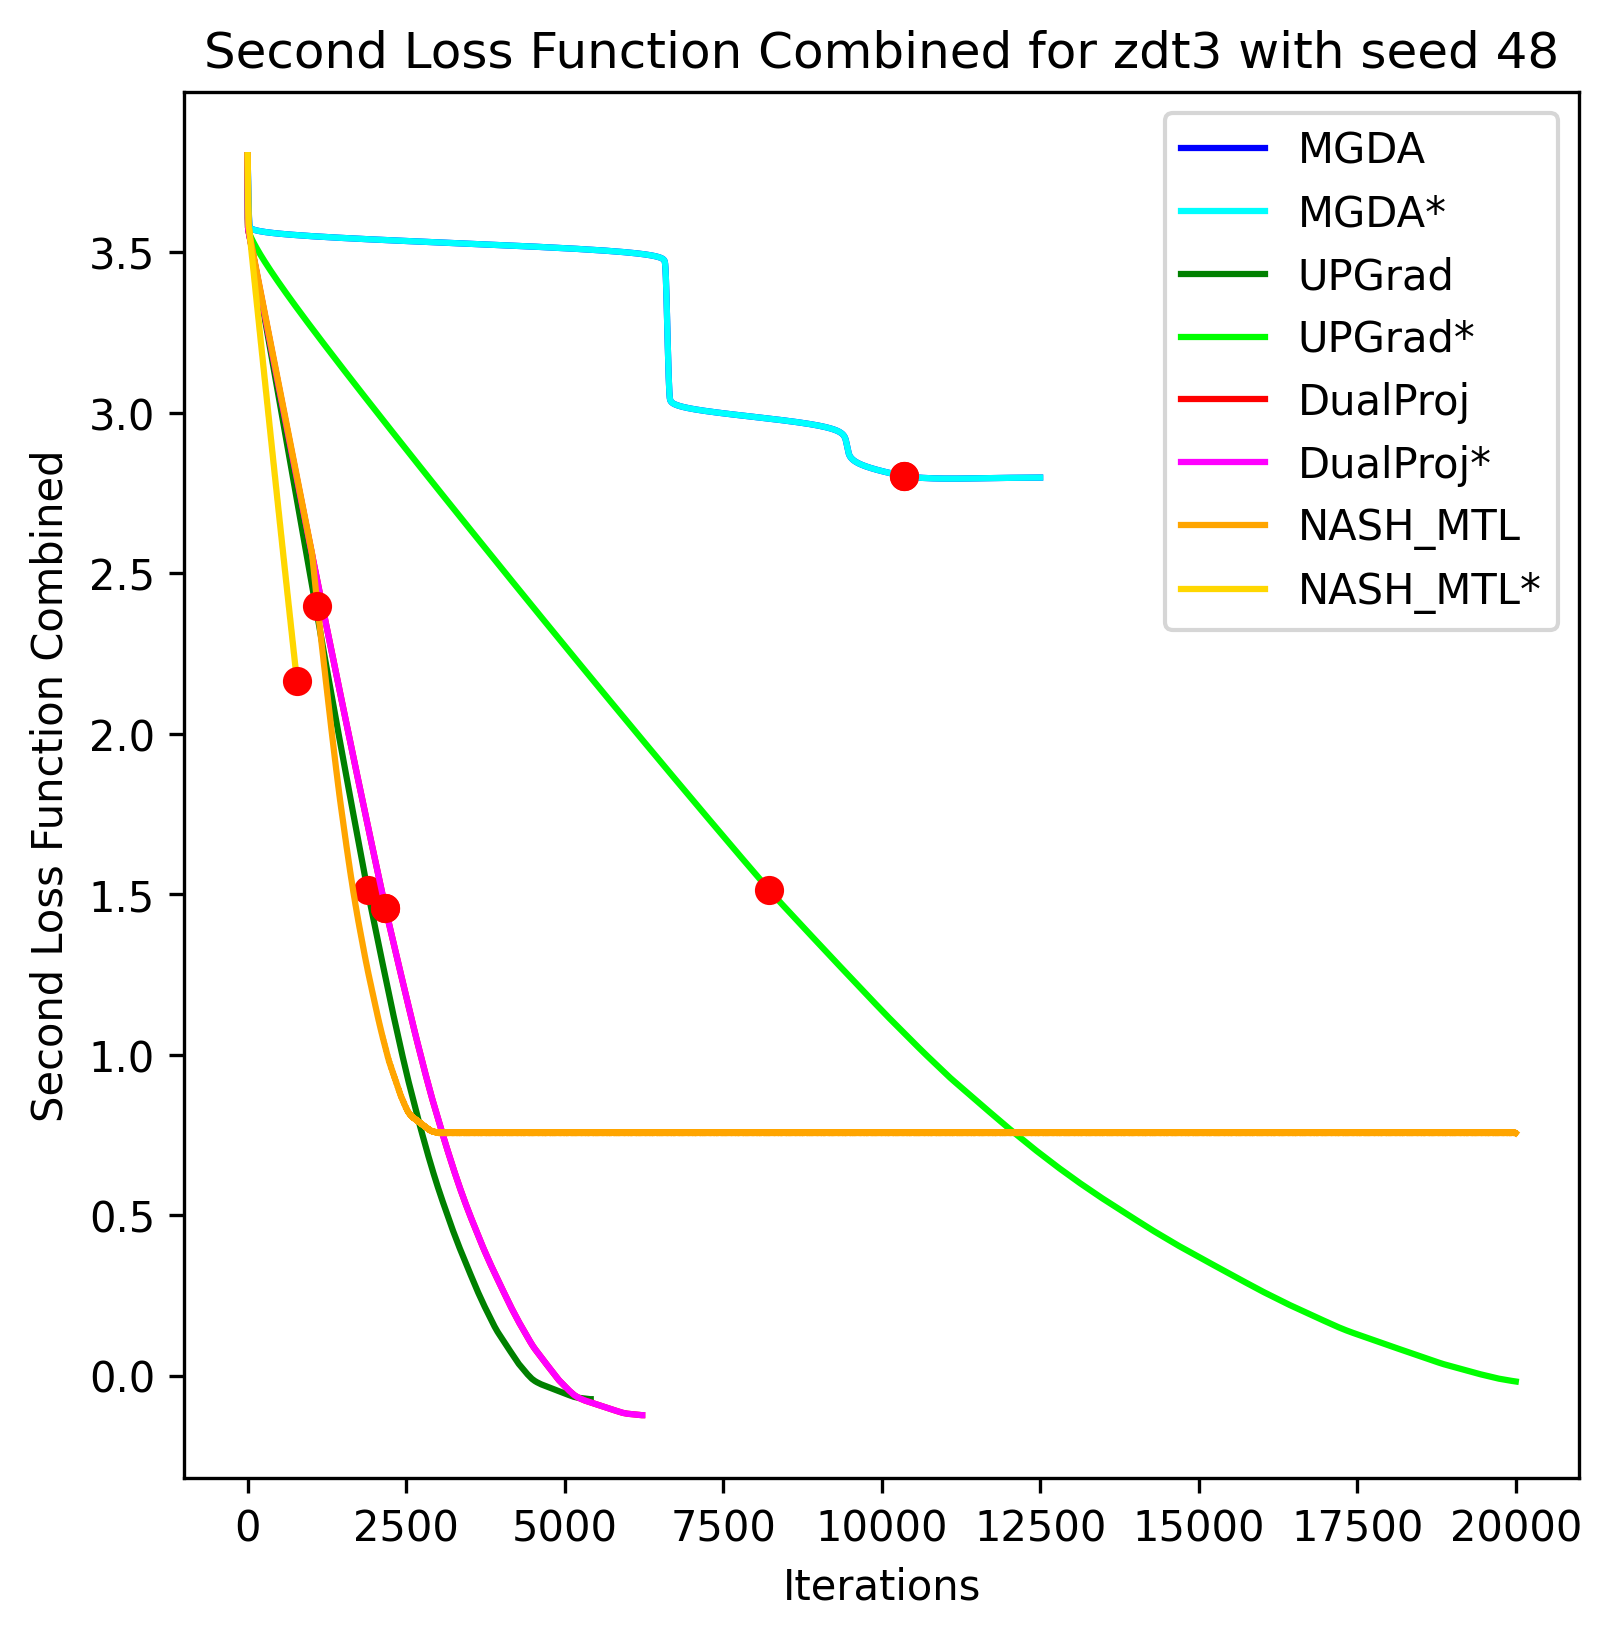 Second Loss Function Combined for zdt3 with seed 48
MGDA
MGDA*
UPGrad
UPGrad*
DualProj
DualProj*
NASH_MTL
NASH_MTL*
Second Loss Function Combined
3.5
3.0
2.5
2.0
1.5
1.0
0.5
0.0
0 2500 5000 7500 10000 12500 15000 17500 20000
Iterations